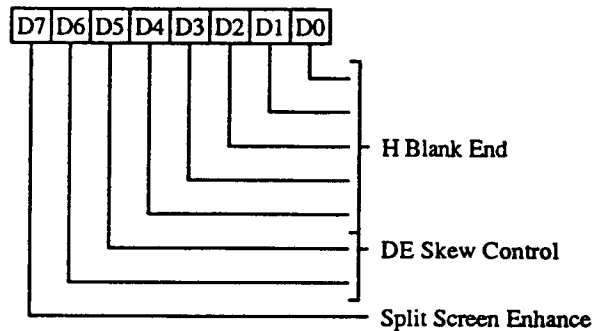 D7 D6 D5 D4 D3 D2 D1 D0
H Blank End
DE Skew Control
Split Screen Enhance